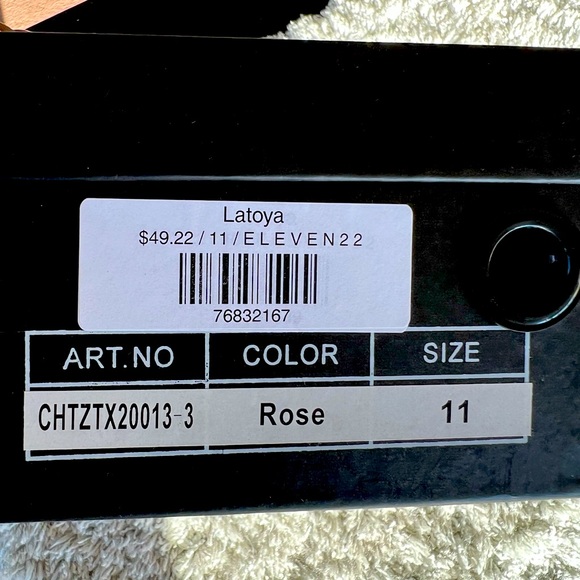 Latoya
$49.22 / 11 / E L E V E N 2 2
76832167
ART.NO COLOR SIZE
CHTZTX20013-3 Rose 11